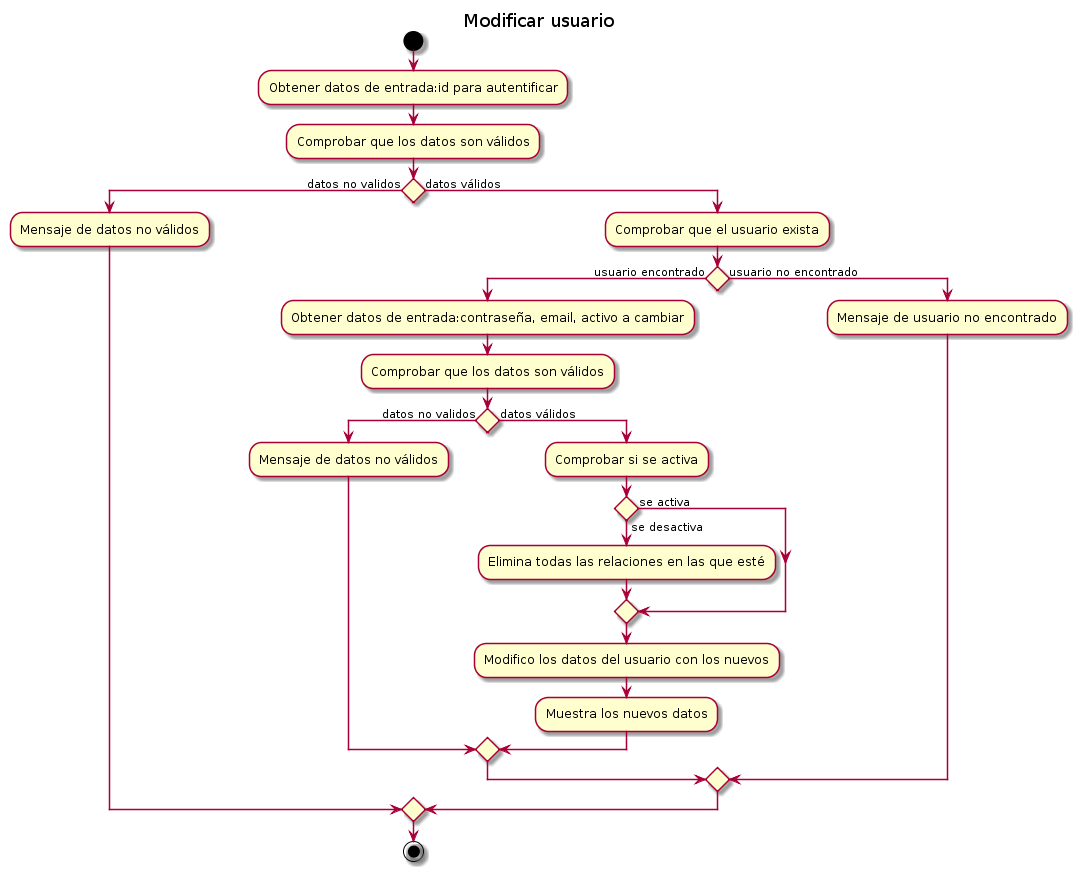 Modificar usuario
Obtener datos de entrada:id para autentificar
Comprobar que los datos son válidos
datos no validos
datos válidos
Mensaje de datos no válidos
Comprobar que el usuario exista
usuario encontrado
usuario no encontrado
Obtener datos de entrada:contraseña, email, activo a cambiar
Mensaje de usuario no encontrado
Comprobar que los datos son válidos
datos no validos
datos válidos
Mensaje de datos no válidos
Comprobar si se activa
se activa
se desactiva
Elimina todas las relaciones en las que esté
Modifico los datos del usuario con los nuevos
Muestra los nuevos datos